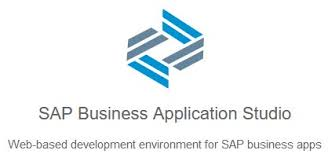 SAP Business Application Studio
Web-based development environment for SAP business apps